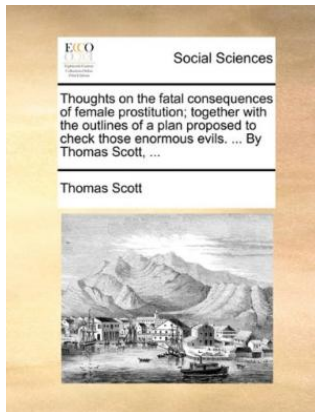 ECCO
Social Sciences
Thoughts on the fatal consequences
of female prostitution; together with
the outlines of a plan proposed to
check those enormous evils. ... By
Thomas Scott, ...
Thomas Scott